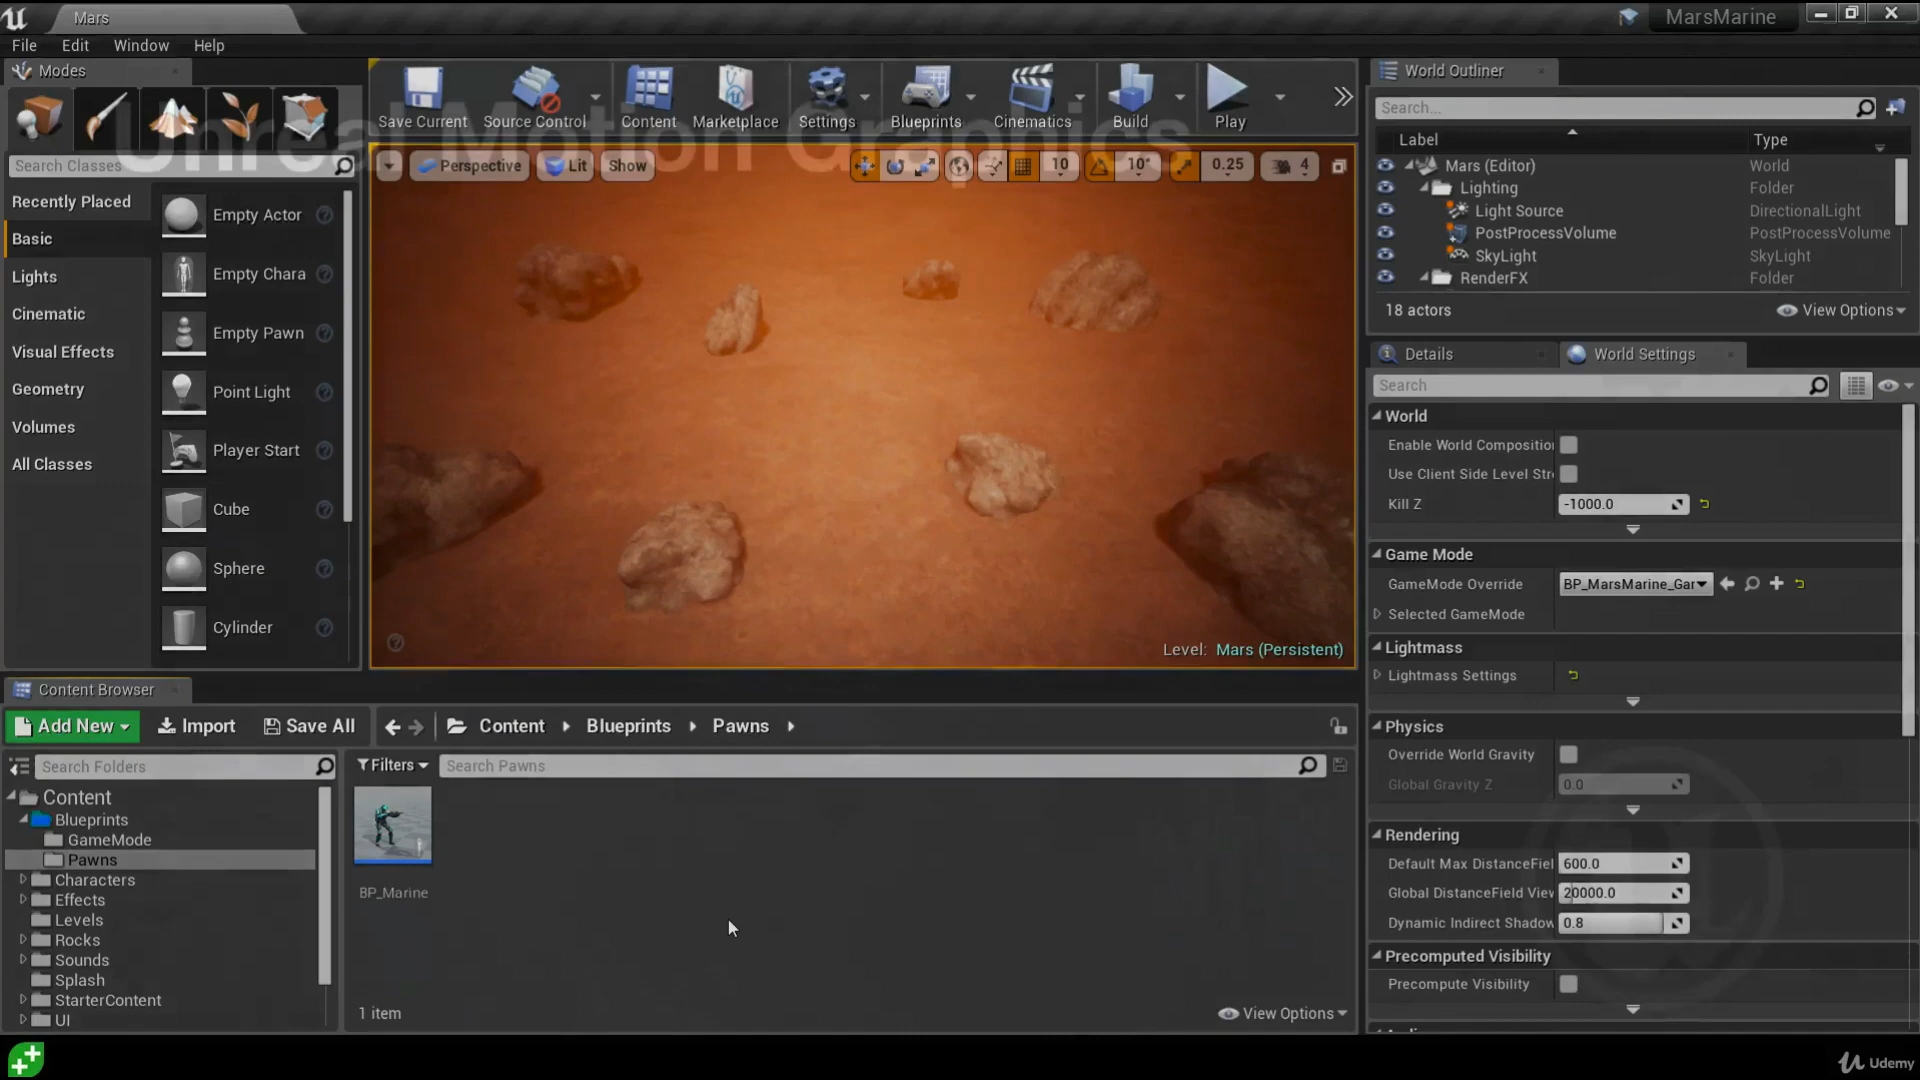 Mars
MarsMarine
File Edit Window Help
Modes
Save Current
Source Control
Content
Marketplace
Settings
Blueprints
Cinematics
Build
Play
Unreal Motion Graphics
Search Classes
Recently Placed
Basic
Lights
Cinematic
Visual Effects
Geometry
Volumes
All Classes
Empty Actor
Empty Chara
Empty Pawn
Point Light
Player Start
Cube
Sphere
Cylinder
Perspective
Lit
Show
10
10°
0.25
4
Level: Mars (Persistent)
World Outliner
Search...
Label Type
Mars (Editor) World
Lighting Folder
Light Source DirectionalLight
PostProcessVolume PostProcessVolume
SkyLight SkyLight
RenderFX Folder
18 actors
View Options
Details
World Settings
Search
World
Enable World Compositio
Use Client Side Level Stre
Kill Z -1000.0
Game Mode
GameMode Override BP_MarsMarine_Gar
Selected GameMode
Lightmass
Lightmass Settings
Physics
Override World Gravity
Global Gravity Z 0.0
Rendering
Default Max DistanceFiel 600.0
Global DistanceField View 20000.0
Dynamic Indirect Shadow 0.8
Precomputed Visibility
Precompute Visibility
Content Browser
Add New Import Save All Content Blueprints Pawns
Search Folders
Filters
Search Pawns
Content
Blueprints
GameMode
Pawns
Characters
Effects
Levels
Rocks
Sounds
Splash
StarterContent
UI
BP_Marine
1 item
View Options
Udemy